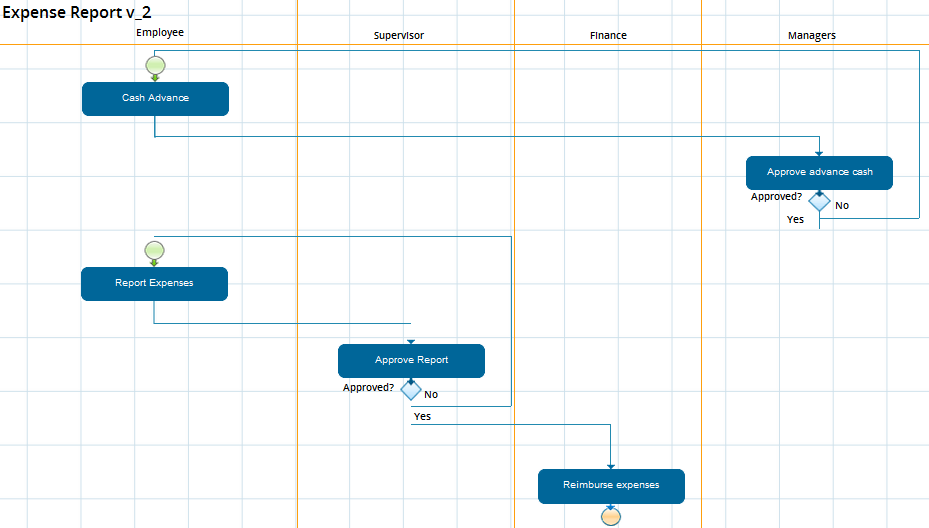 Expense Report v_2
Employee
Supervisor
Finance
Managers
Cash Advance
Approve advance cash
Approved?
No
Yes
Report Expenses
Approve Report
Approved?
No
Yes
Reimburse expenses